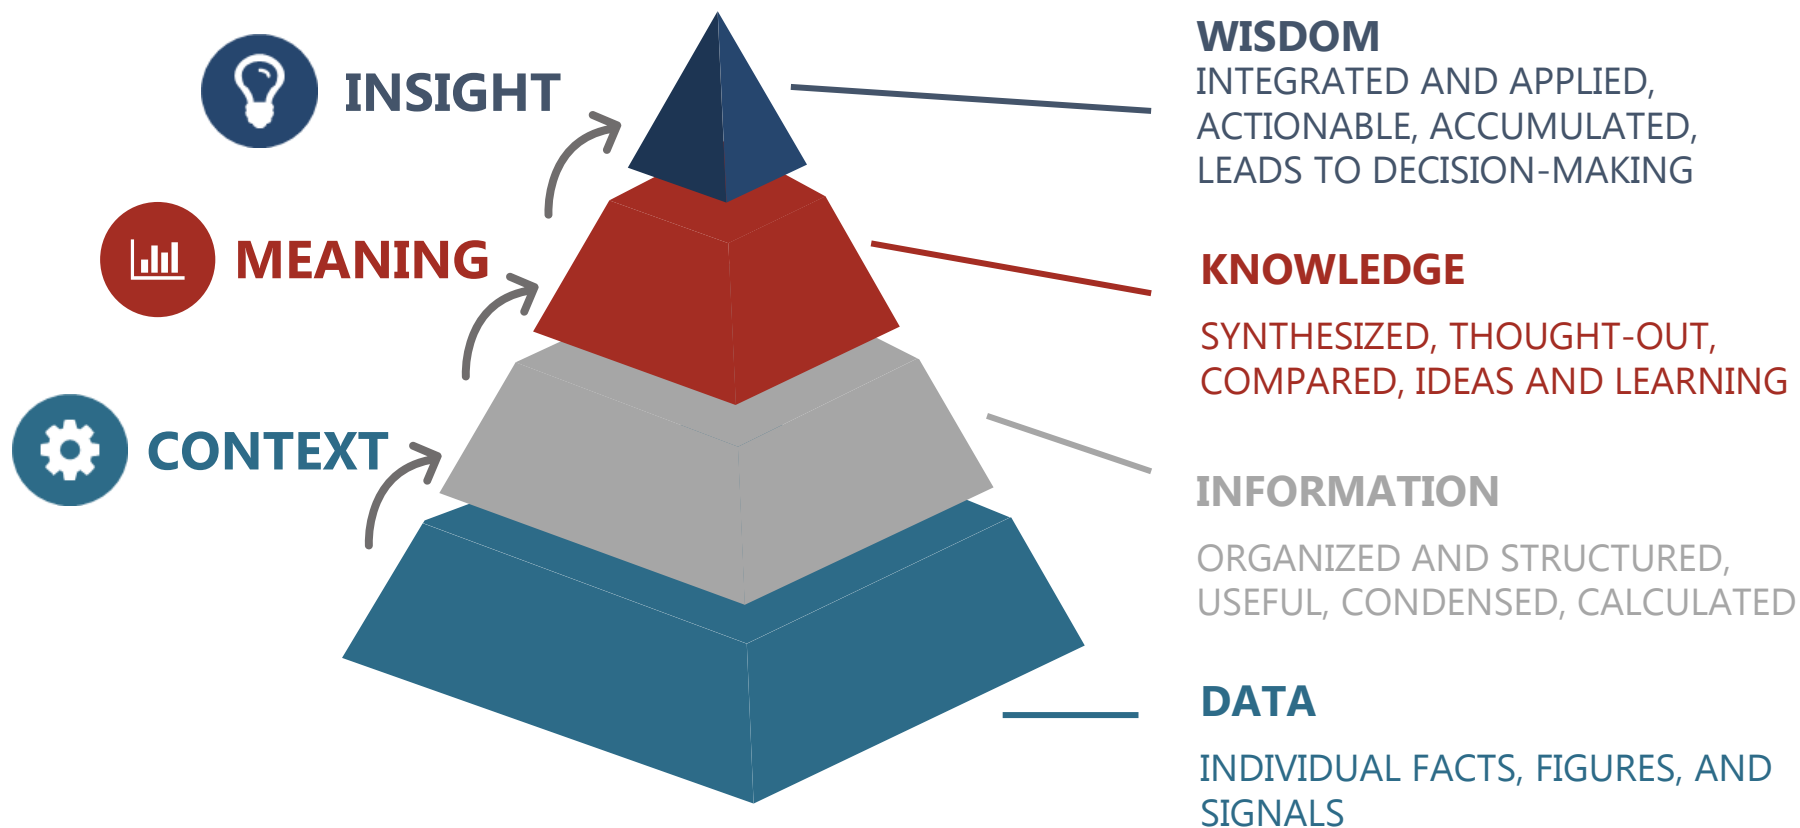 INSIGHT
MEANING
CONTEXT
WISDOM
INTEGRATED AND APPLIED,
ACTIONABLE, ACCUMULATED,
LEADS TO DECISION-MAKING
KNOWLEDGE
SYNTHESIZED, THOUGHT-OUT,
COMPARED, IDEAS AND LEARNING
INFORMATION
ORGANIZED AND STRUCTURED,
USEFUL, CONDENSED, CALCULATED
DATA
INDIVIDUAL FACTS, FIGURES, AND
SIGNALS